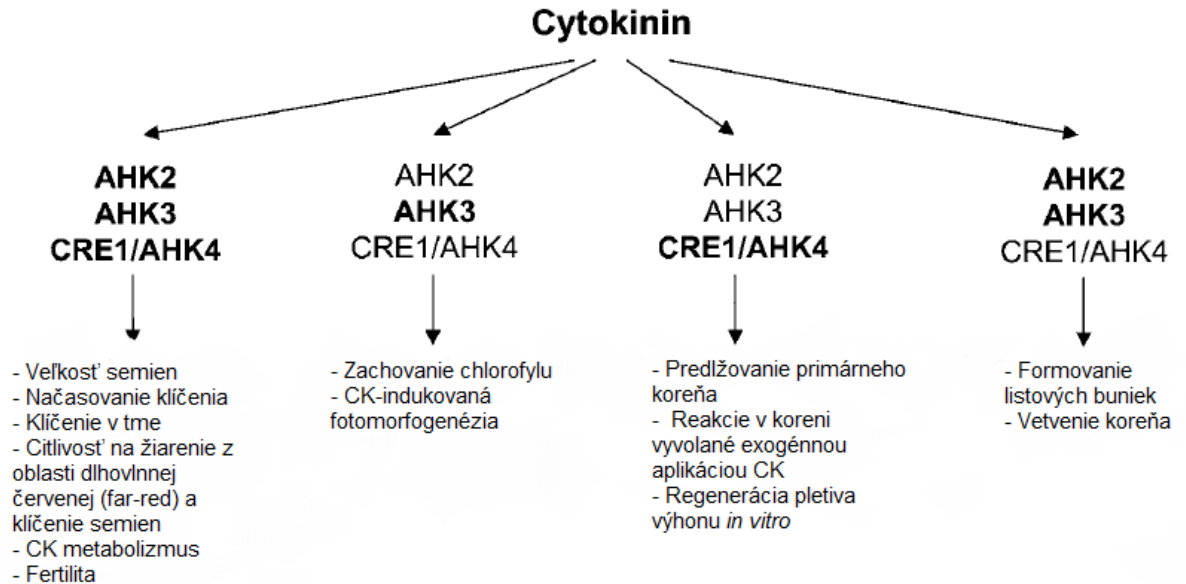 Cytokinin
AHK2
AHK3
CRE1/AHK4
AHK2
AHK3
CRE1/AHK4
AHK2
AHK3
CRE1/AHK4
AHK2
AHK3
CRE1/AHK4
- Veľkosť semien
- Načasovanie klíčenia
- Klíčenie v tme
- Citlivosť na žiarenie z
oblasti dlhovlnnej
červenej (far-red) a
klíčenie semien
- CK metabolizmus
- Fertilita
- Zachovanie chlorofylu
- CK-indukovaná
fotomorfogenézia
- Predlžovanie primárneho
koreňa
- Reakcie v koreni
vyvolané exogénnou
aplikáciou CK
- Regenerácia pletiva
výhonu in vitro
- Formovanie
listových buniek
- Vetvenie koreňa